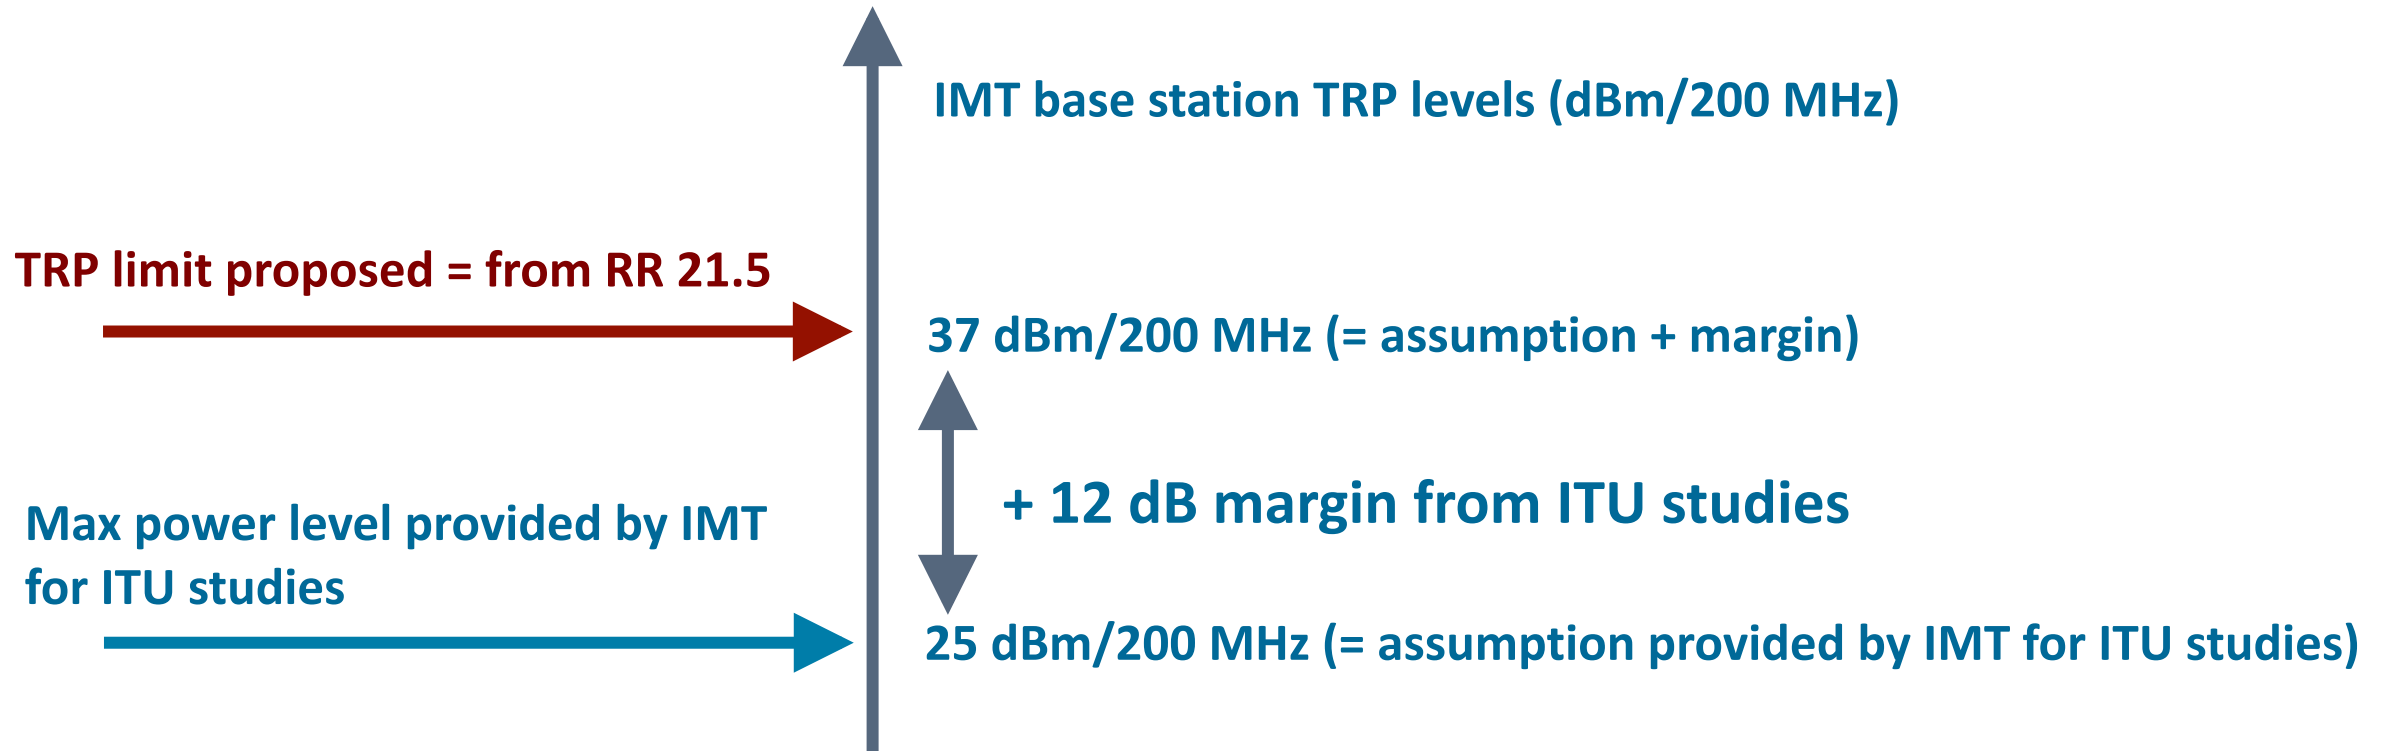 IMT base station TRP levels (dBm/200 MHz)
TRP limit proposed = from RR 21.5
37 dBm/200 MHz (= assumption + margin)
+ 12 dB margin from ITU studies
Max power level provided by IMT
for ITU studies
25 dBm/200 MHz (= assumption provided by IMT for ITU studies)